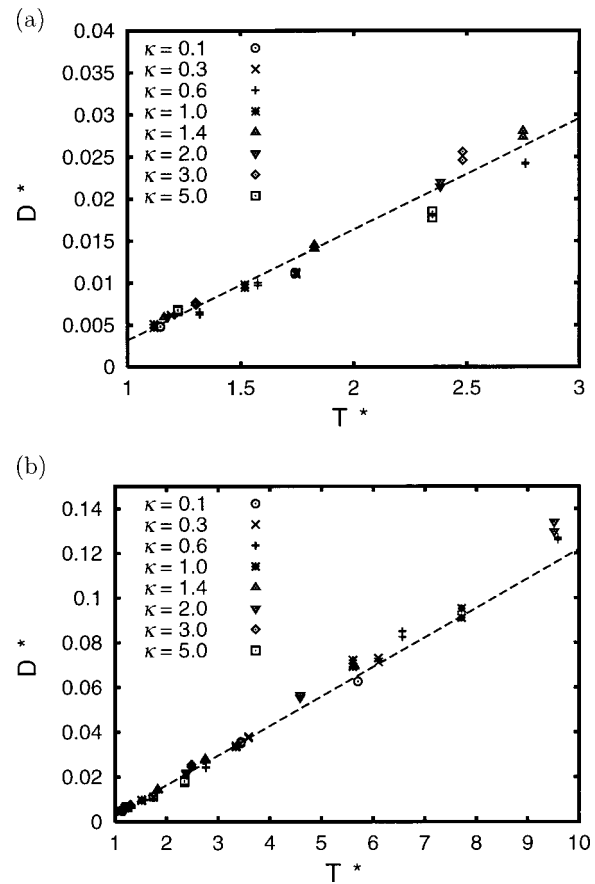 (a)
0.04
0.035
0.03
0.025
0.02
0.015
0.01
0.005
0
D *
κ = 0.1
κ = 0.3
κ = 0.6
κ = 1.0
κ = 1.4
κ = 2.0
κ = 3.0
κ = 5.0
1 1.5 2 2.5 3
T *
(b)
0.14
0.12
0.1
0.08
0.06
0.04
0.02
0
D *
κ = 0.1
κ = 0.3
κ = 0.6
κ = 1.0
κ = 1.4
κ = 2.0
κ = 3.0
κ = 5.0
1 2 3 4 5 6 7 8 9 10
T *